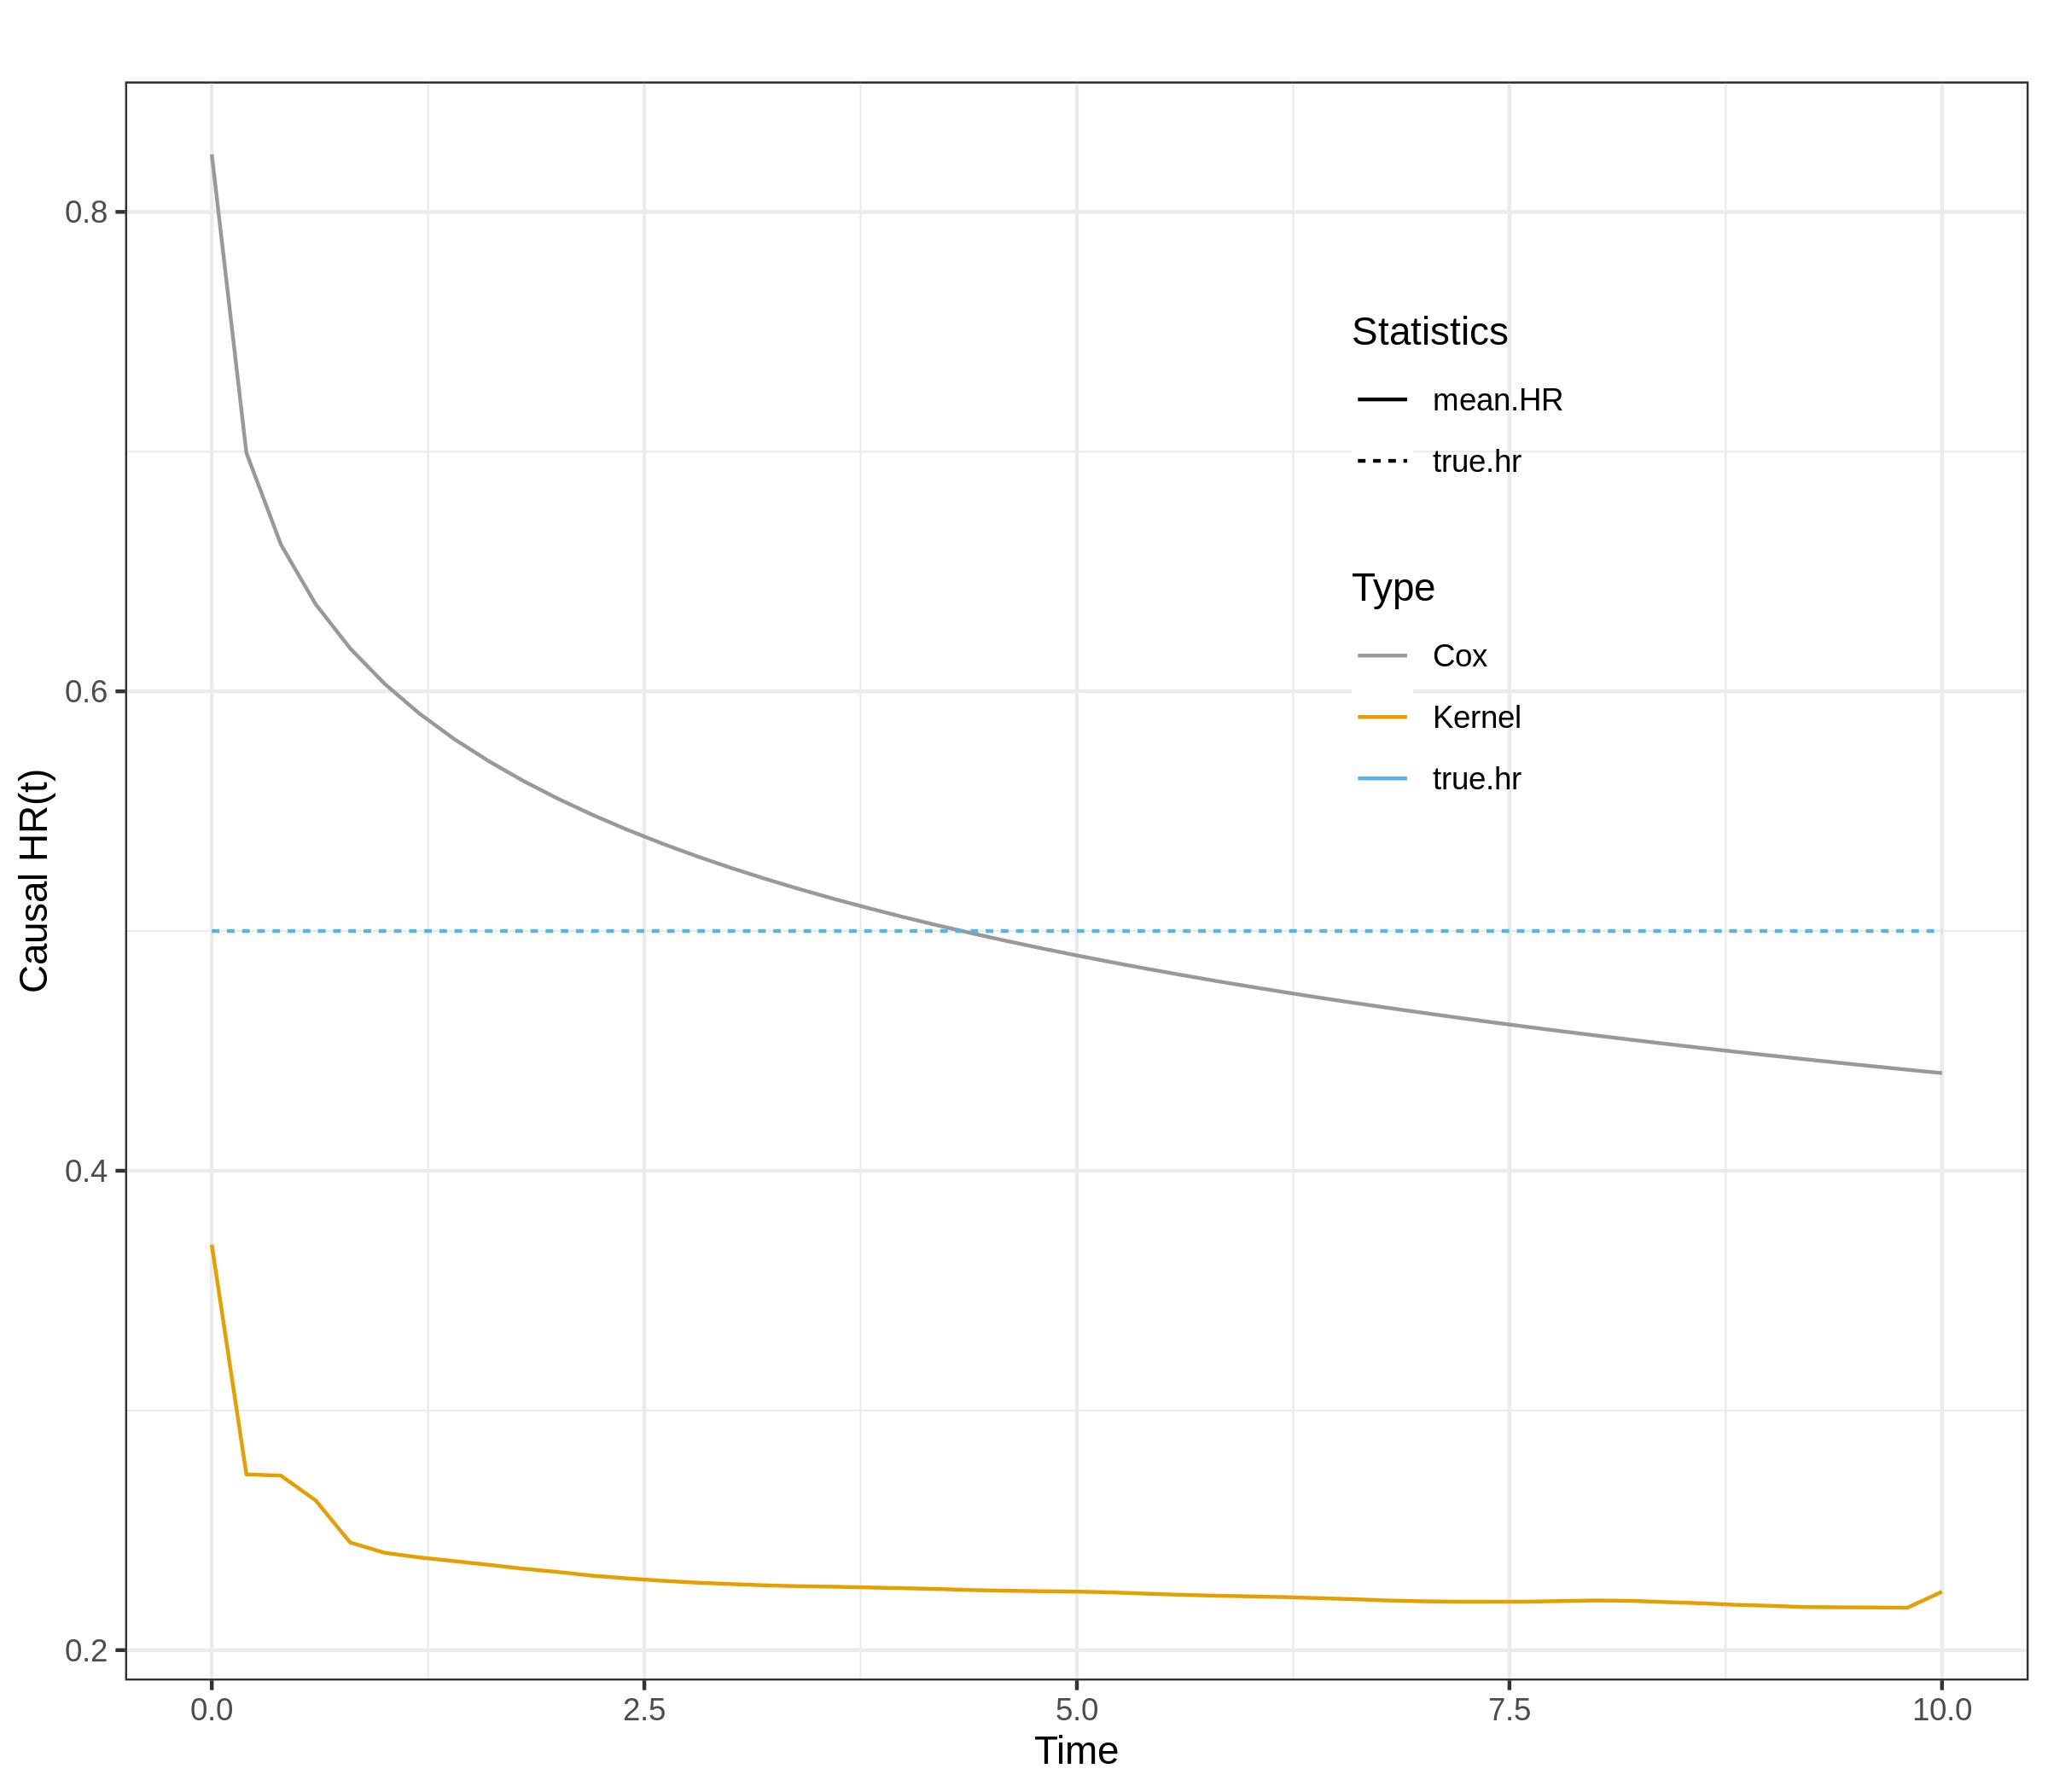 Causal HR(t)
0.8
0.6
0.4
0.2
Statistics
mean.HR
true.hr
Type
Cox
Kernel
true.hr
0.0 2.5 5.0 7.5 10.0
Time